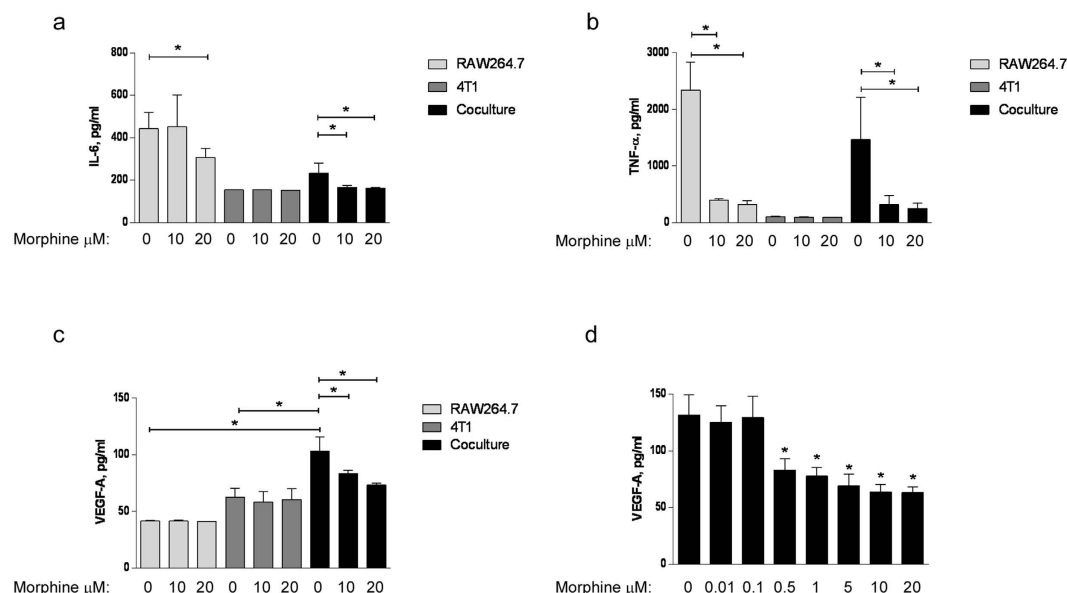 a
IL-6, pg/ml
800
600
400
200
0
*
*
*
RAW264.7
4T1
Coculture
Morphine μM: 0 10 20 0 10 20 0 10 20
b
TNF-α, pg/ml
3000
2000
1000
0
*
*
*
*
RAW264.7
4T1
Coculture
Morphine μM: 0 10 20 0 10 20 0 10 20
c
VEGF-A, pg/ml
150
100
50
0
*
*
*
*
RAW264.7
4T1
Coculture
Morphine μM: 0 10 20 0 10 20 0 10 20
d
VEGF-A, pg/ml
150
100
50
0
* * * * *
Morphine μM: 0 0.01 0.1 0.5 1 5 10 20